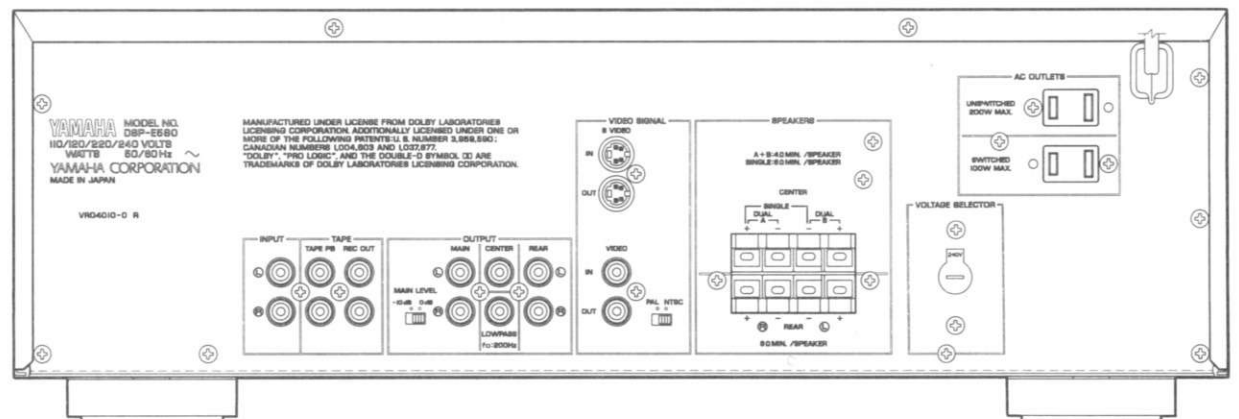 YAMAHA MODEL NO.
DSP-E580
110/120/220/240 VOLTS
WATTS 50/60Hz ~
YAMAHA CORPORATION
MADE IN JAPAN
VR04010-0 R
MANUFACTURED UNDER LICENSE FROM DOLBY LABORATORIES
LICENSING CORPORATION. ADDITIONALLY LICENSED UNDER ONE OR
MORE OF THE FOLLOWING PATENTS: U. S. NUMBER 3,959,590;
CANADIAN NUMBERS 1,004,603 AND 1,037,877.
"DOLBY", "PRO LOGIC", AND THE DOUBLE-D SYMBOL ARE
TRADEMARKS OF DOLBY LABORATORIES LICENSING CORPORATION.
INPUT
L
R
TAPE
TAPE PB REC OUT
OUTPUT
MAIN CENTER REAR
L L
MAIN LEVEL
-10dB 0dB
R R
LOWPASS
fc:200Hz
VIDEO SIGNAL
S VIDEO
IN
OUT
VIDEO
IN
OUT
PAL NTSC
SPEAKERS
A + B:4Ω MIN. /SPEAKER
SINGLE:8Ω MIN. /SPEAKER
CENTER
SINGLE
DUAL DUAL
A B
+ - - +
+ - - +
R REAR L
8Ω MIN. /SPEAKER
AC OUTLETS
UNSWITCHED
200W MAX.
SWITCHED
100W MAX.
VOLTAGE SELECTOR
240V